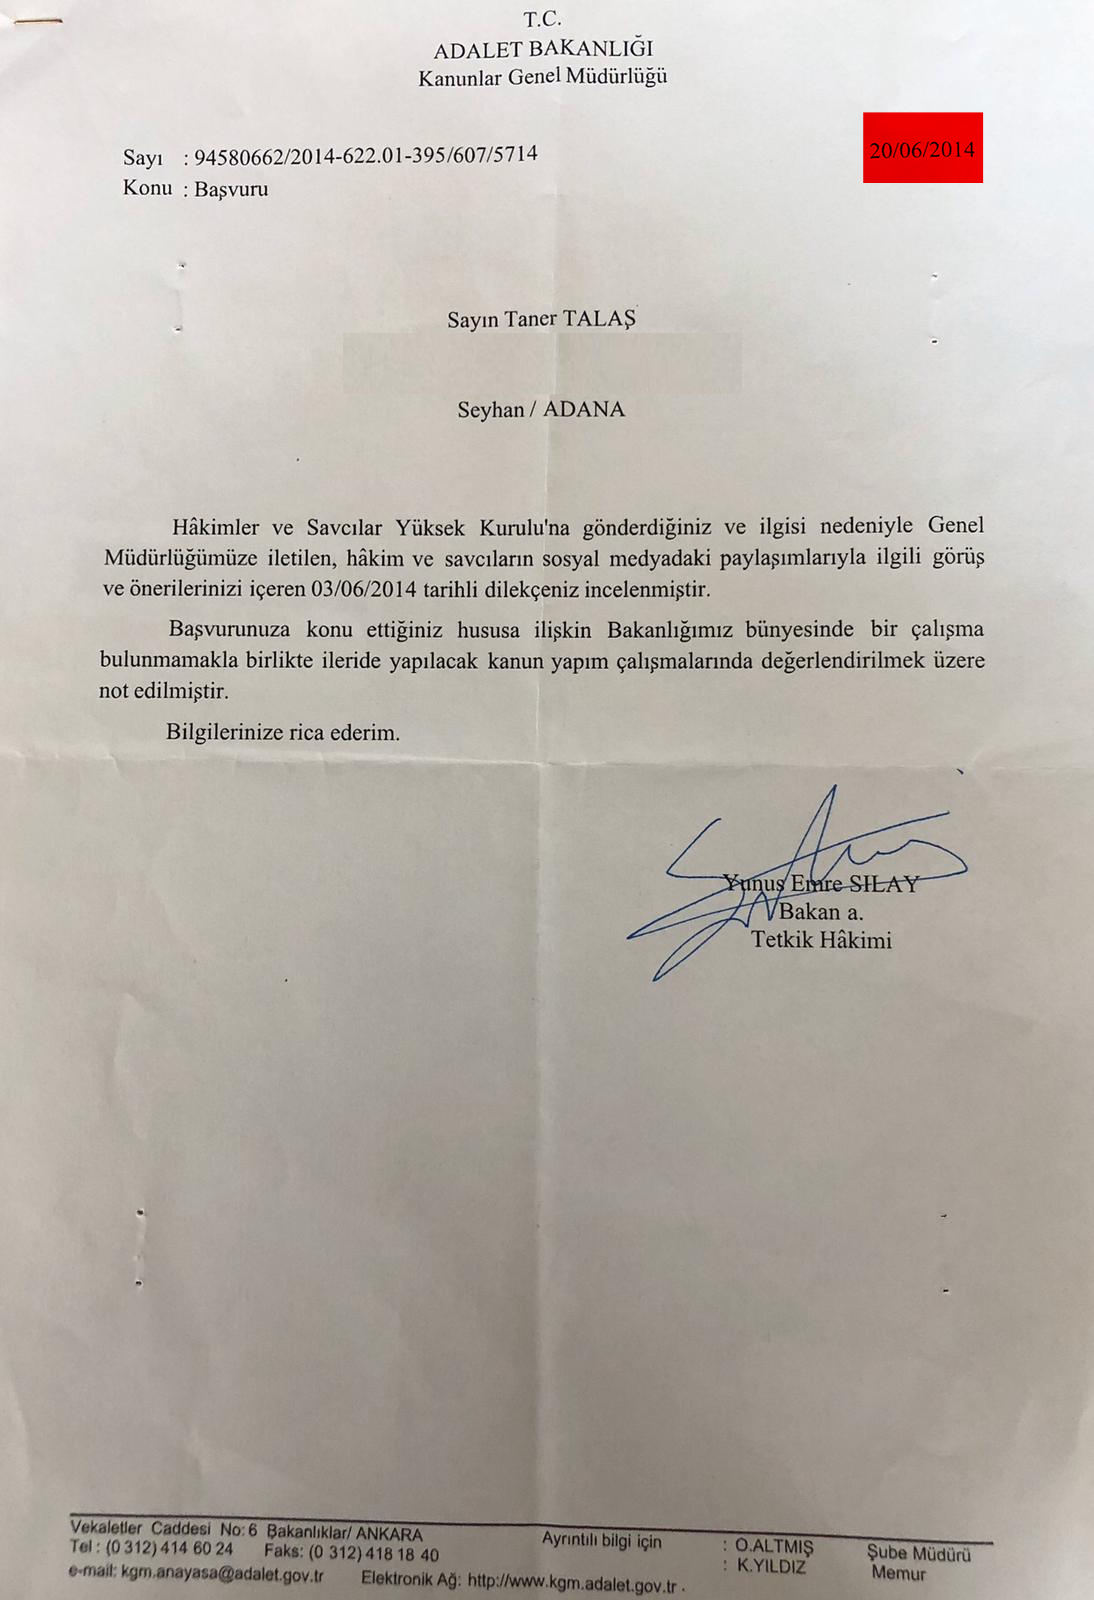 T.C.
ADALET BAKANLIĞI
Kanunlar Genel Müdürlüğü
Sayı : 94580662/2014-622.01-395/607/5714
20/06/2014
Konu : Başvuru
Sayın Taner TALAŞ
Seyhan / ADANA
Hâkimler ve Savcılar Yüksek Kurulu'na gönderdiğiniz ve ilgisi nedeniyle Genel
Müdürlüğümüze iletilen, hâkim ve savcıların sosyal medyadaki paylaşımlarıyla ilgili görüş
ve önerilerinizi içeren 03/06/2014 tarihli dilekçeniz incelenmiştir.
Başvurunuza konu ettiğiniz hususa ilişkin Bakanlığımız bünyesinde bir çalışma
bulunmamakla birlikte ileride yapılacak kanun yapım çalışmalarında değerlendirilmek üzere
not edilmiştir.
Bilgilerinize rica ederim.
Yunus Emre SILAY
Bakan a.
Tetkik Hâkimi
Vekaletler Caddesi No: 6 Bakanlıklar/ ANKARA
Tel : (0 312) 414 60 24 Faks: (0 312) 418 18 40
e-mail: kgm.anayasa@adalet.gov.tr Elektronik Ağ: http://www.kgm.adalet.gov.tr .
Ayrıntılı bilgi için : O.ALTMIŞ Şube Müdürü
: K.YILDIZ Memur